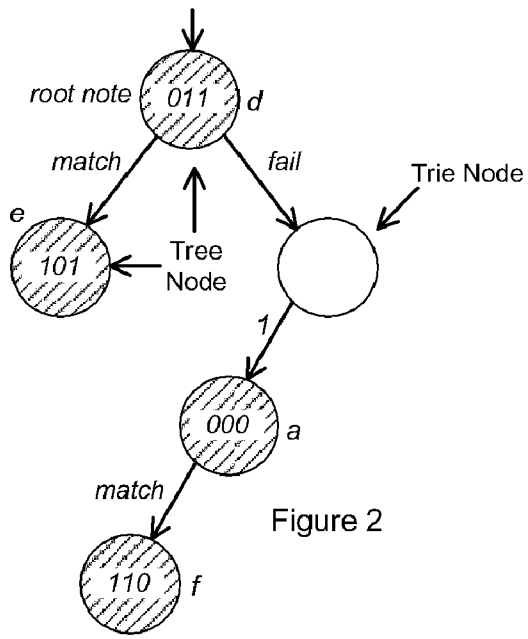 root note
011
d
match
fail
Trie Node
e
101
Tree
Node
1
000
a
match
Figure 2
110
f